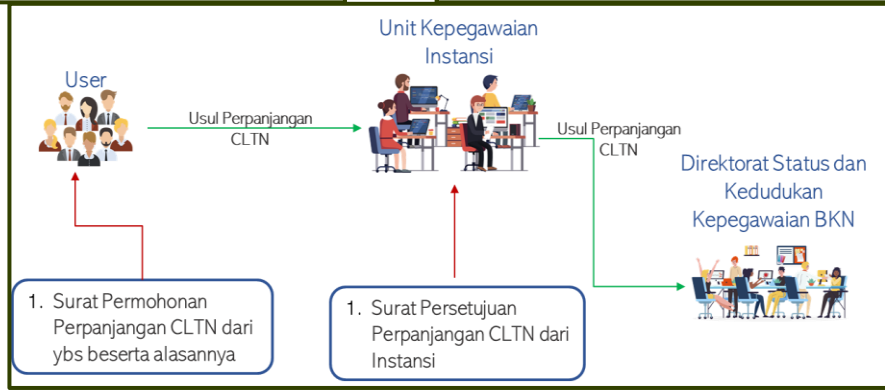 Unit Kepegawaian
Instansi
User
Usul Perpanjangan
CLTN
Usul Perpanjangan
CLTN
Direktorat Status dan
Kedudukan
Kepegawaian BKN
1. Surat Permohonan
Perpanjangan CLTN dari
ybs beserta alasannya
1. Surat Persetujuan
Perpanjangan CLTN dari
Instansi